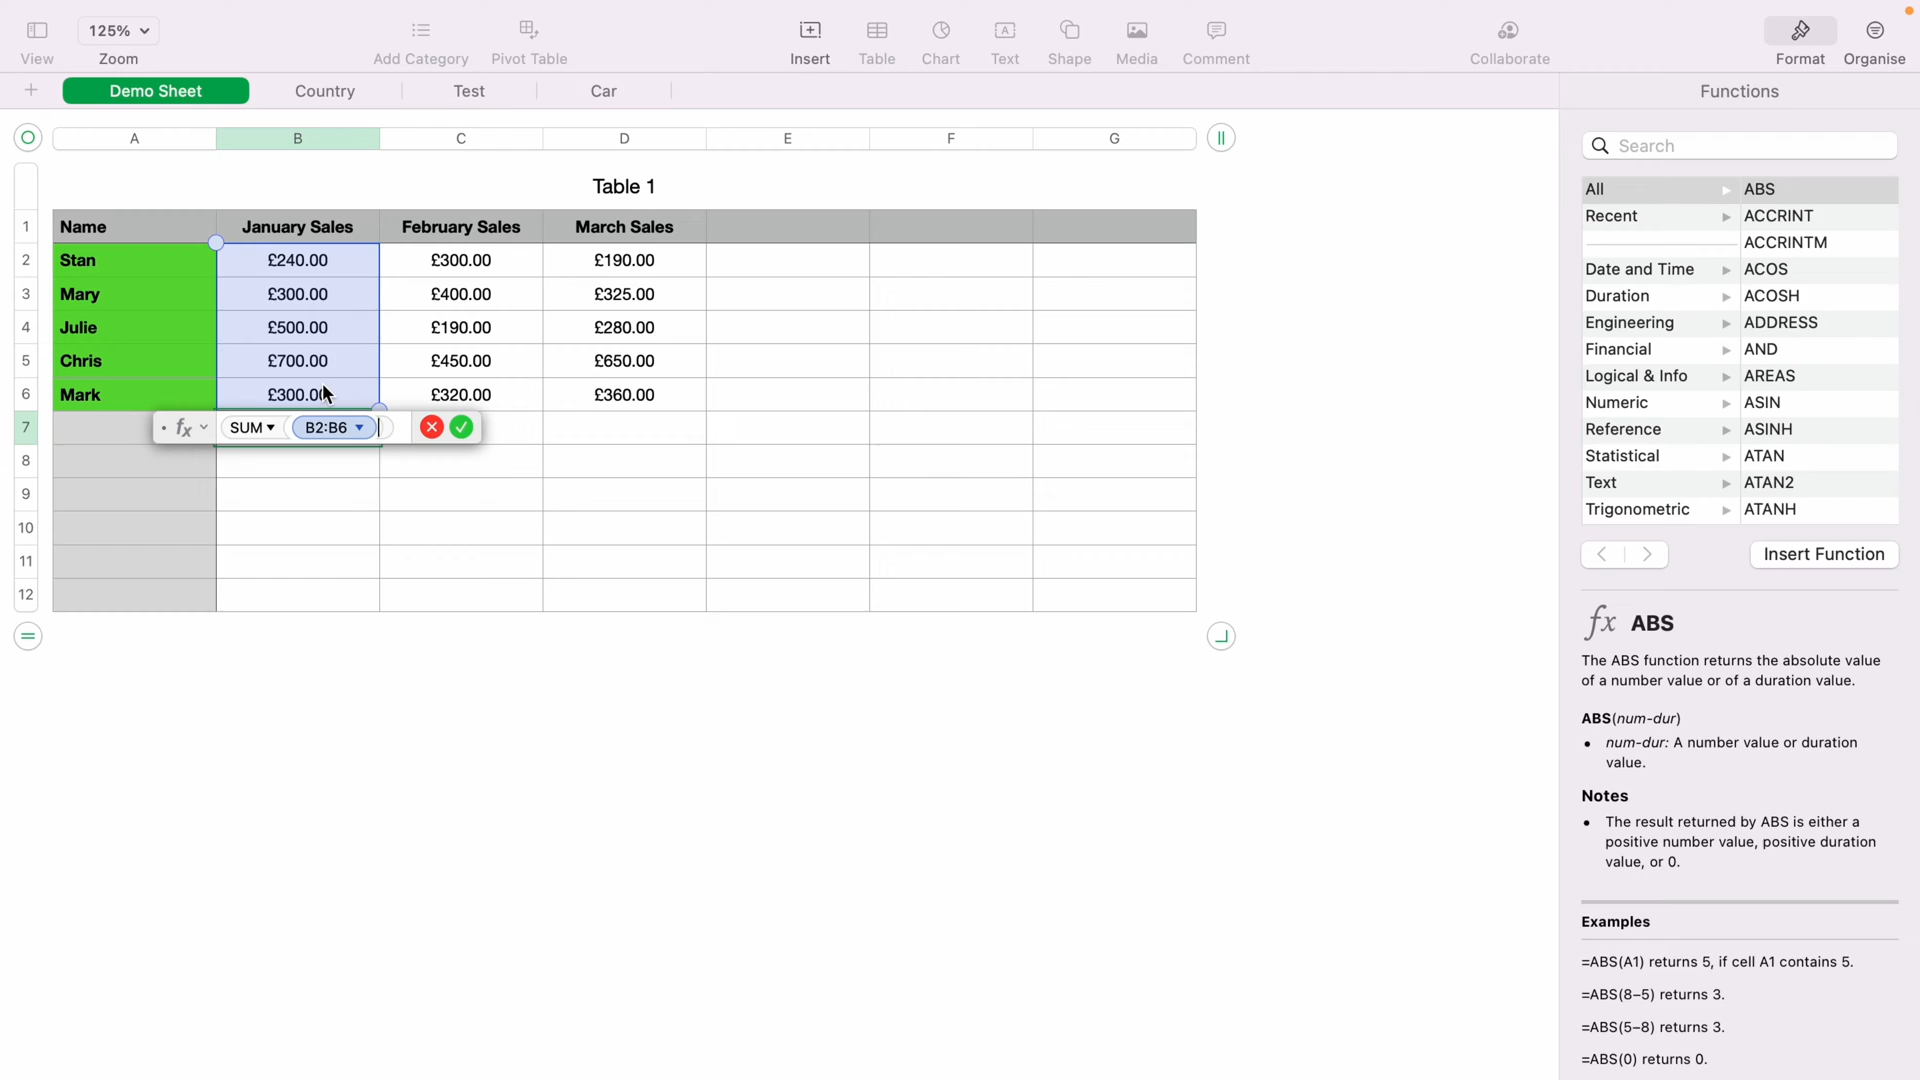 View
125%
Zoom
Add Category
Pivot Table
Insert
Table
Chart
Text
Shape
Media
Comment
Collaborate
Format
Organise
Demo Sheet
Country
Test
Car
Functions
A B C D E F G
Table 1
1 Name January Sales February Sales March Sales
2 Stan £240.00 £300.00 £190.00
3 Mary £300.00 £400.00 £325.00
4 Julie £500.00 £190.00 £280.00
5 Chris £700.00 £450.00 £650.00
6 Mark £300.00 £320.00 £360.00
7 fx SUM B2:B6
8
9
10
11
12
Search
All ABS
Recent ACCRINT
ACCRINTM
Date and Time ACOS
Duration ACOSH
Engineering ADDRESS
Financial AND
Logical & Info AREAS
Numeric ASIN
Reference ASINH
Statistical ATAN
Text ATAN2
Trigonometric ATANH
Insert Function
fx ABS
The ABS function returns the absolute value
of a number value or of a duration value.
ABS(num-dur)
• num-dur: A number value or duration
value.
Notes
• The result returned by ABS is either a
positive number value, positive duration
value, or 0.
Examples
=ABS(A1) returns 5, if cell A1 contains 5.
=ABS(8–5) returns 3.
=ABS(5–8) returns 3.
=ABS(0) returns 0.